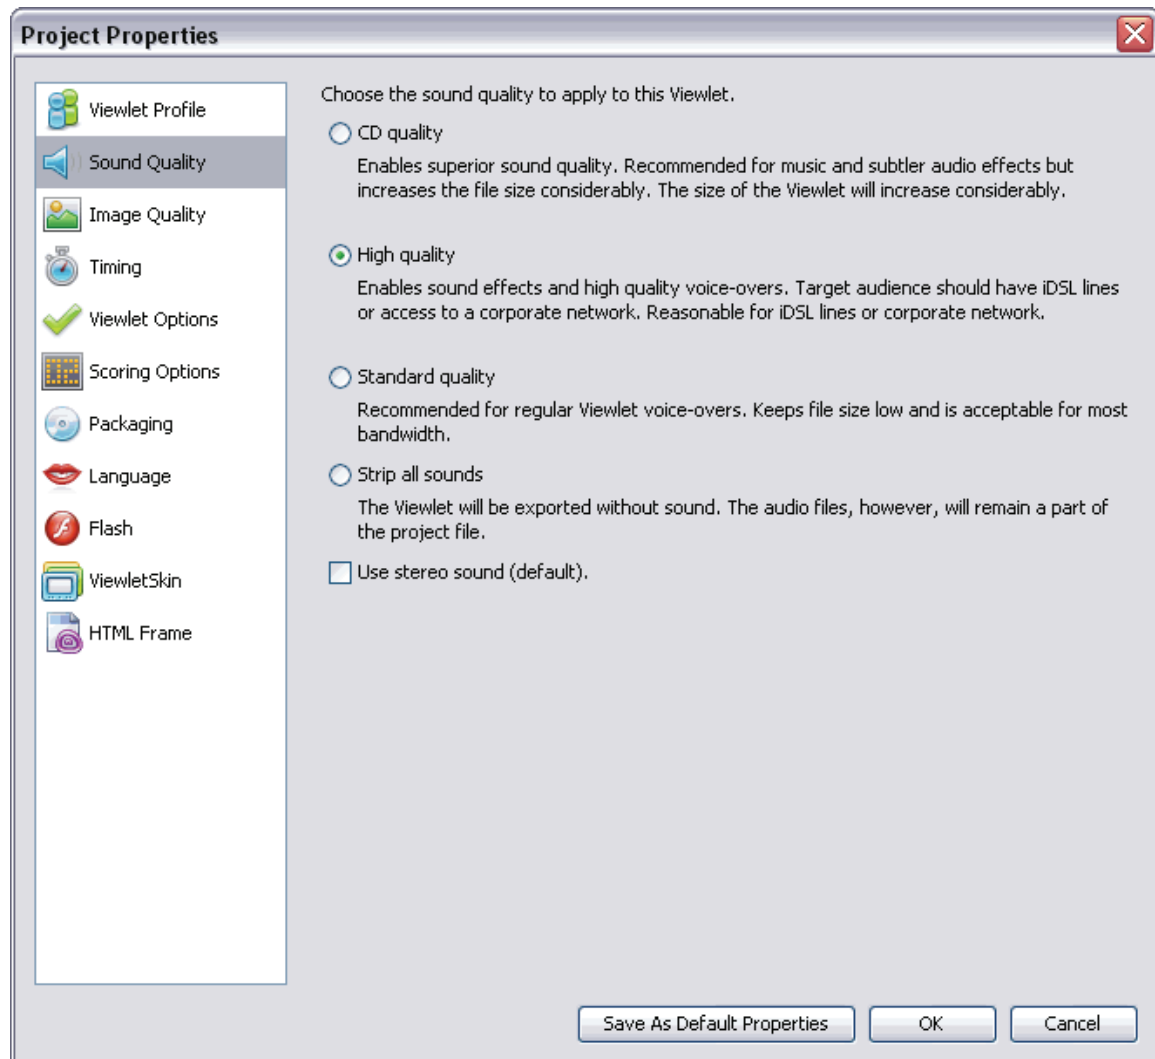 Project Properties
Viewlet Profile
Sound Quality
Image Quality
Timing
Viewlet Options
Scoring Options
Packaging
Language
Flash
ViewletSkin
HTML Frame
Choose the sound quality to apply to this Viewlet.
CD quality
Enables superior sound quality. Recommended for music and subtler audio effects but
increases the file size considerably. The size of the Viewlet will increase considerably.
High quality
Enables sound effects and high quality voice-overs. Target audience should have iDSL lines
or access to a corporate network. Reasonable for iDSL lines or corporate network.
Standard quality
Recommended for regular Viewlet voice-overs. Keeps file size low and is acceptable for most
bandwidth.
Strip all sounds
The Viewlet will be exported without sound. The audio files, however, will remain a part of
the project file.
Use stereo sound (default).
Save As Default Properties
OK
Cancel